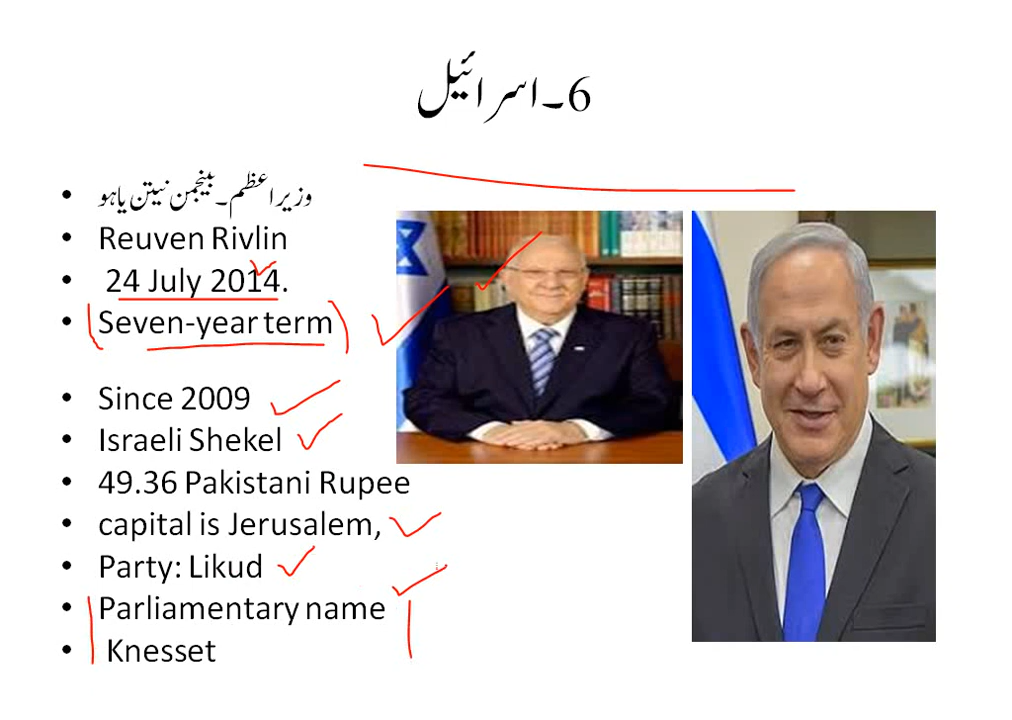 6۔اسرائیل
وزیراعظم۔بینجمن نیتن یاہو
Reuven Rivlin
24 July 2014.
Seven-year term
Since 2009
Israeli Shekel
49.36 Pakistani Rupee
capital is Jerusalem,
Party: Likud
Parliamentary name
Knesset